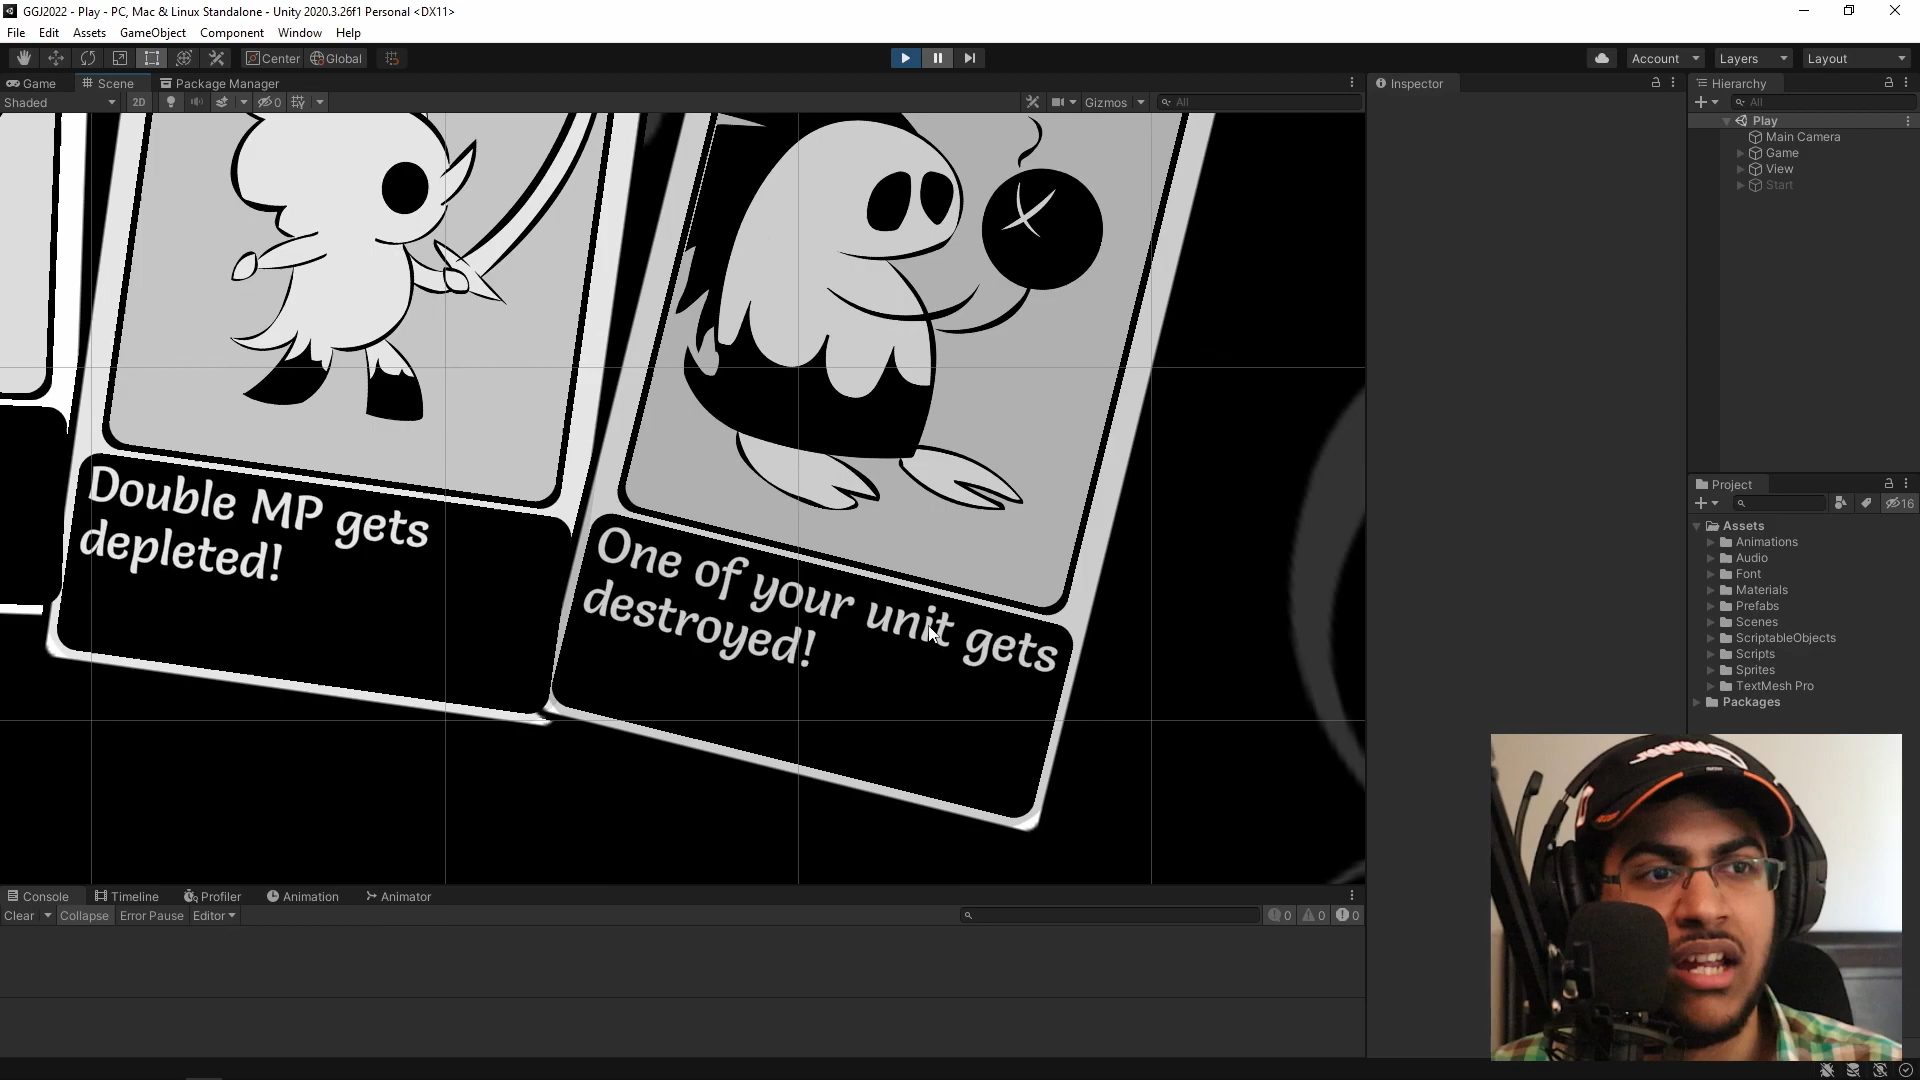 GGJ2022 - Play - PC, Mac & Linux Standalone - Unity 2020.3.26f1 Personal <DX11>
File Edit Assets GameObject Component Window Help
Center Global
Account Layers Layout
Game Scene Package Manager
Inspector
Hierarchy
Shaded 2D 0 Gizmos All
All
Play
Main Camera
Game
View
Start
Double MP gets
depleted!
One of your unit gets
destroyed!
Project
16
Assets
Animations
Audio
Font
Materials
Prefabs
Scenes
ScriptableObjects
Scripts
Sprites
TextMesh Pro
Packages
Console Timeline Profiler Animation Animator
Clear Collapse Error Pause Editor 0 0 0